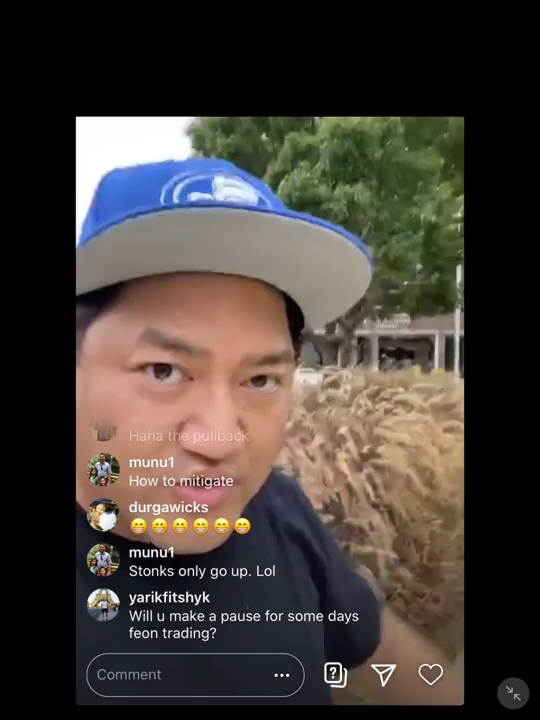 Haha the pullback
munu1
How to mitigate
durgawicks
😁😁😁😁😁😁
munu1
Stonks only go up. Lol
yarikfitshyk
Will u make a pause for some days
feon trading?
Comment